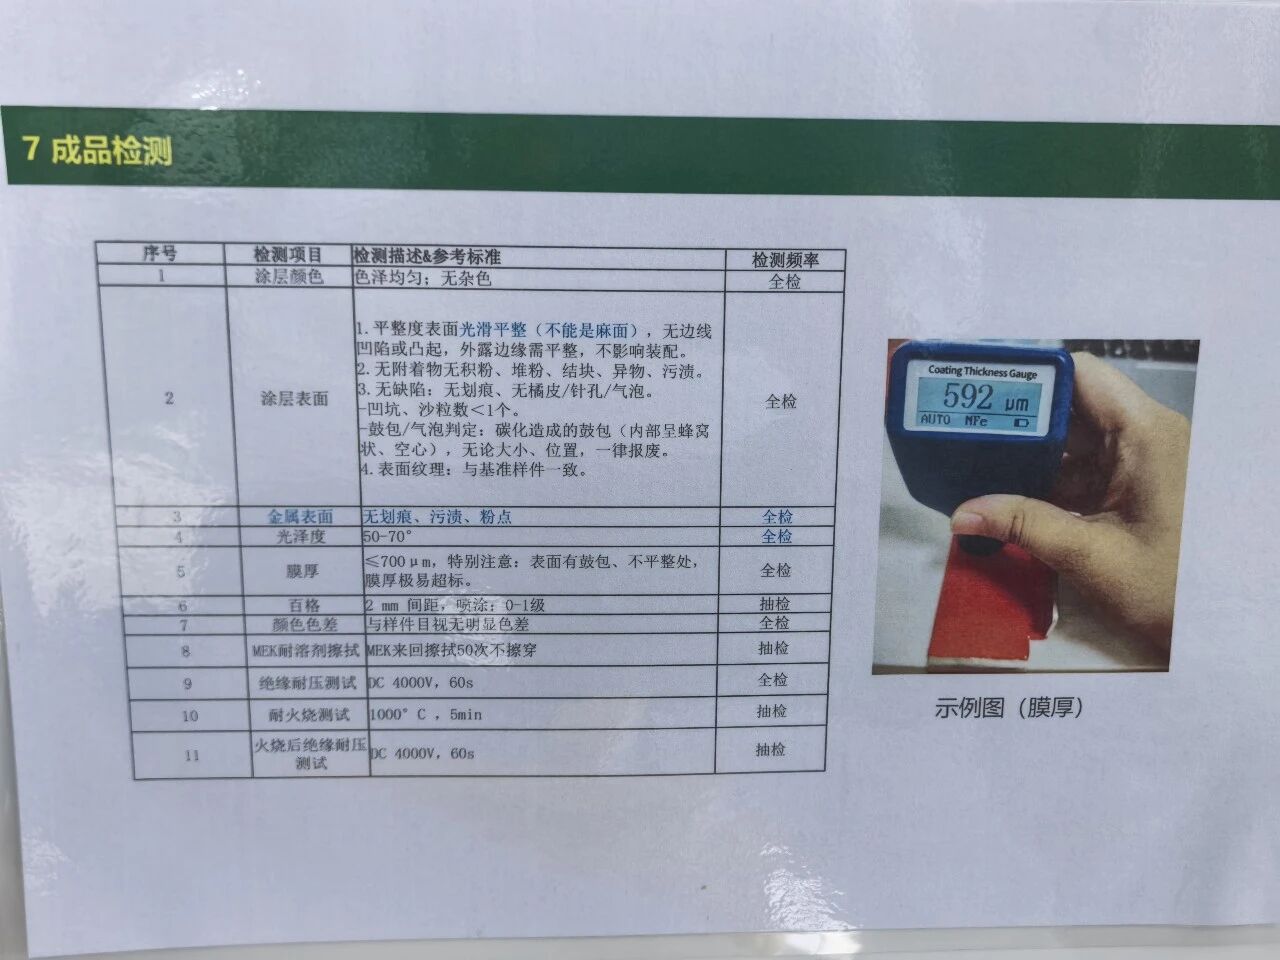 7 成品检测
序号 检测项目 检测描述&参考标准 检测频率
1 涂层颜色 色泽均匀；无杂色 全检
2 涂层表面 1.平整度表面光滑平整（不能是麻面），无边线
凹陷或凸起，外露边缘需平整，不影响装配。
2.无附着物无积粉、堆粉、结块、异物、污渍。
3.无缺陷：无划痕、无橘皮/针孔/气泡。
-凹坑、沙粒数＜1个。
-鼓包/气泡判定：碳化造成的鼓包（内部呈蜂窝
状、空心），无论大小、位置，一律报废。
4.表面纹理：与基准样件一致。
全检
3 金属表面 无划痕、污渍、粉点 全检
4 光泽度 50-70° 全检
5 膜厚 ≤700μm，特别注意：表面有鼓包、不平整处，
膜厚极易超标。
全检
6 百格 2 mm 间距，喷涂；0-1级 抽检
7 颜色色差 与样件目视无明显色差 全检
8 MEK耐溶剂擦拭 MEK来回擦拭50次不擦穿 抽检
9 绝缘耐压测试 DC 4000V，60s 全检
10 耐火烧测试 1000°C ，5min 抽检
11 火烧后绝缘耐压
测试
DC 4000V，60s 抽检
Coating Thickness Gauge
592 μm
AUTO NFe
示例图（膜厚）